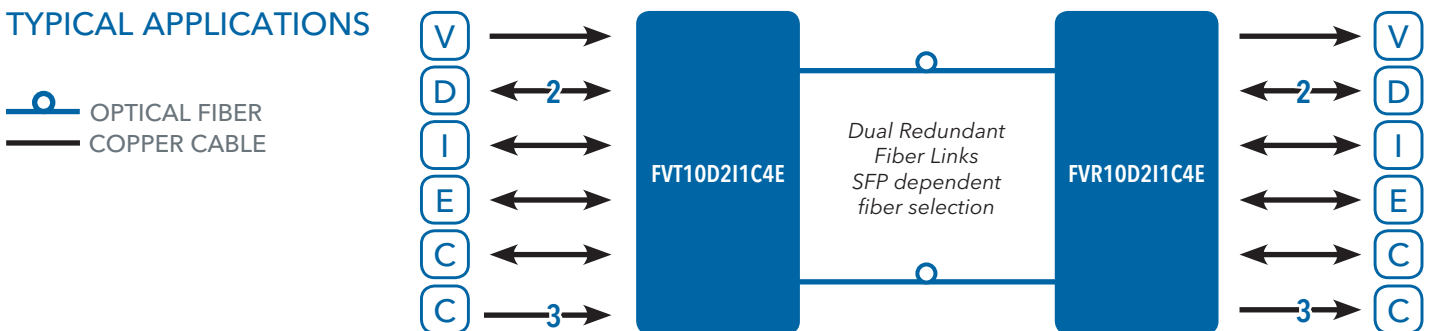 TYPICAL APPLICATIONS
OPTICAL FIBER
COPPER CABLE
V
D
I
E
C
C
2
3
FVT10D2I1C4E
Dual Redundant
Fiber Links
SFP dependent
fiber selection
FVR10D2I1C4E
2
3
V
D
I
E
C
C